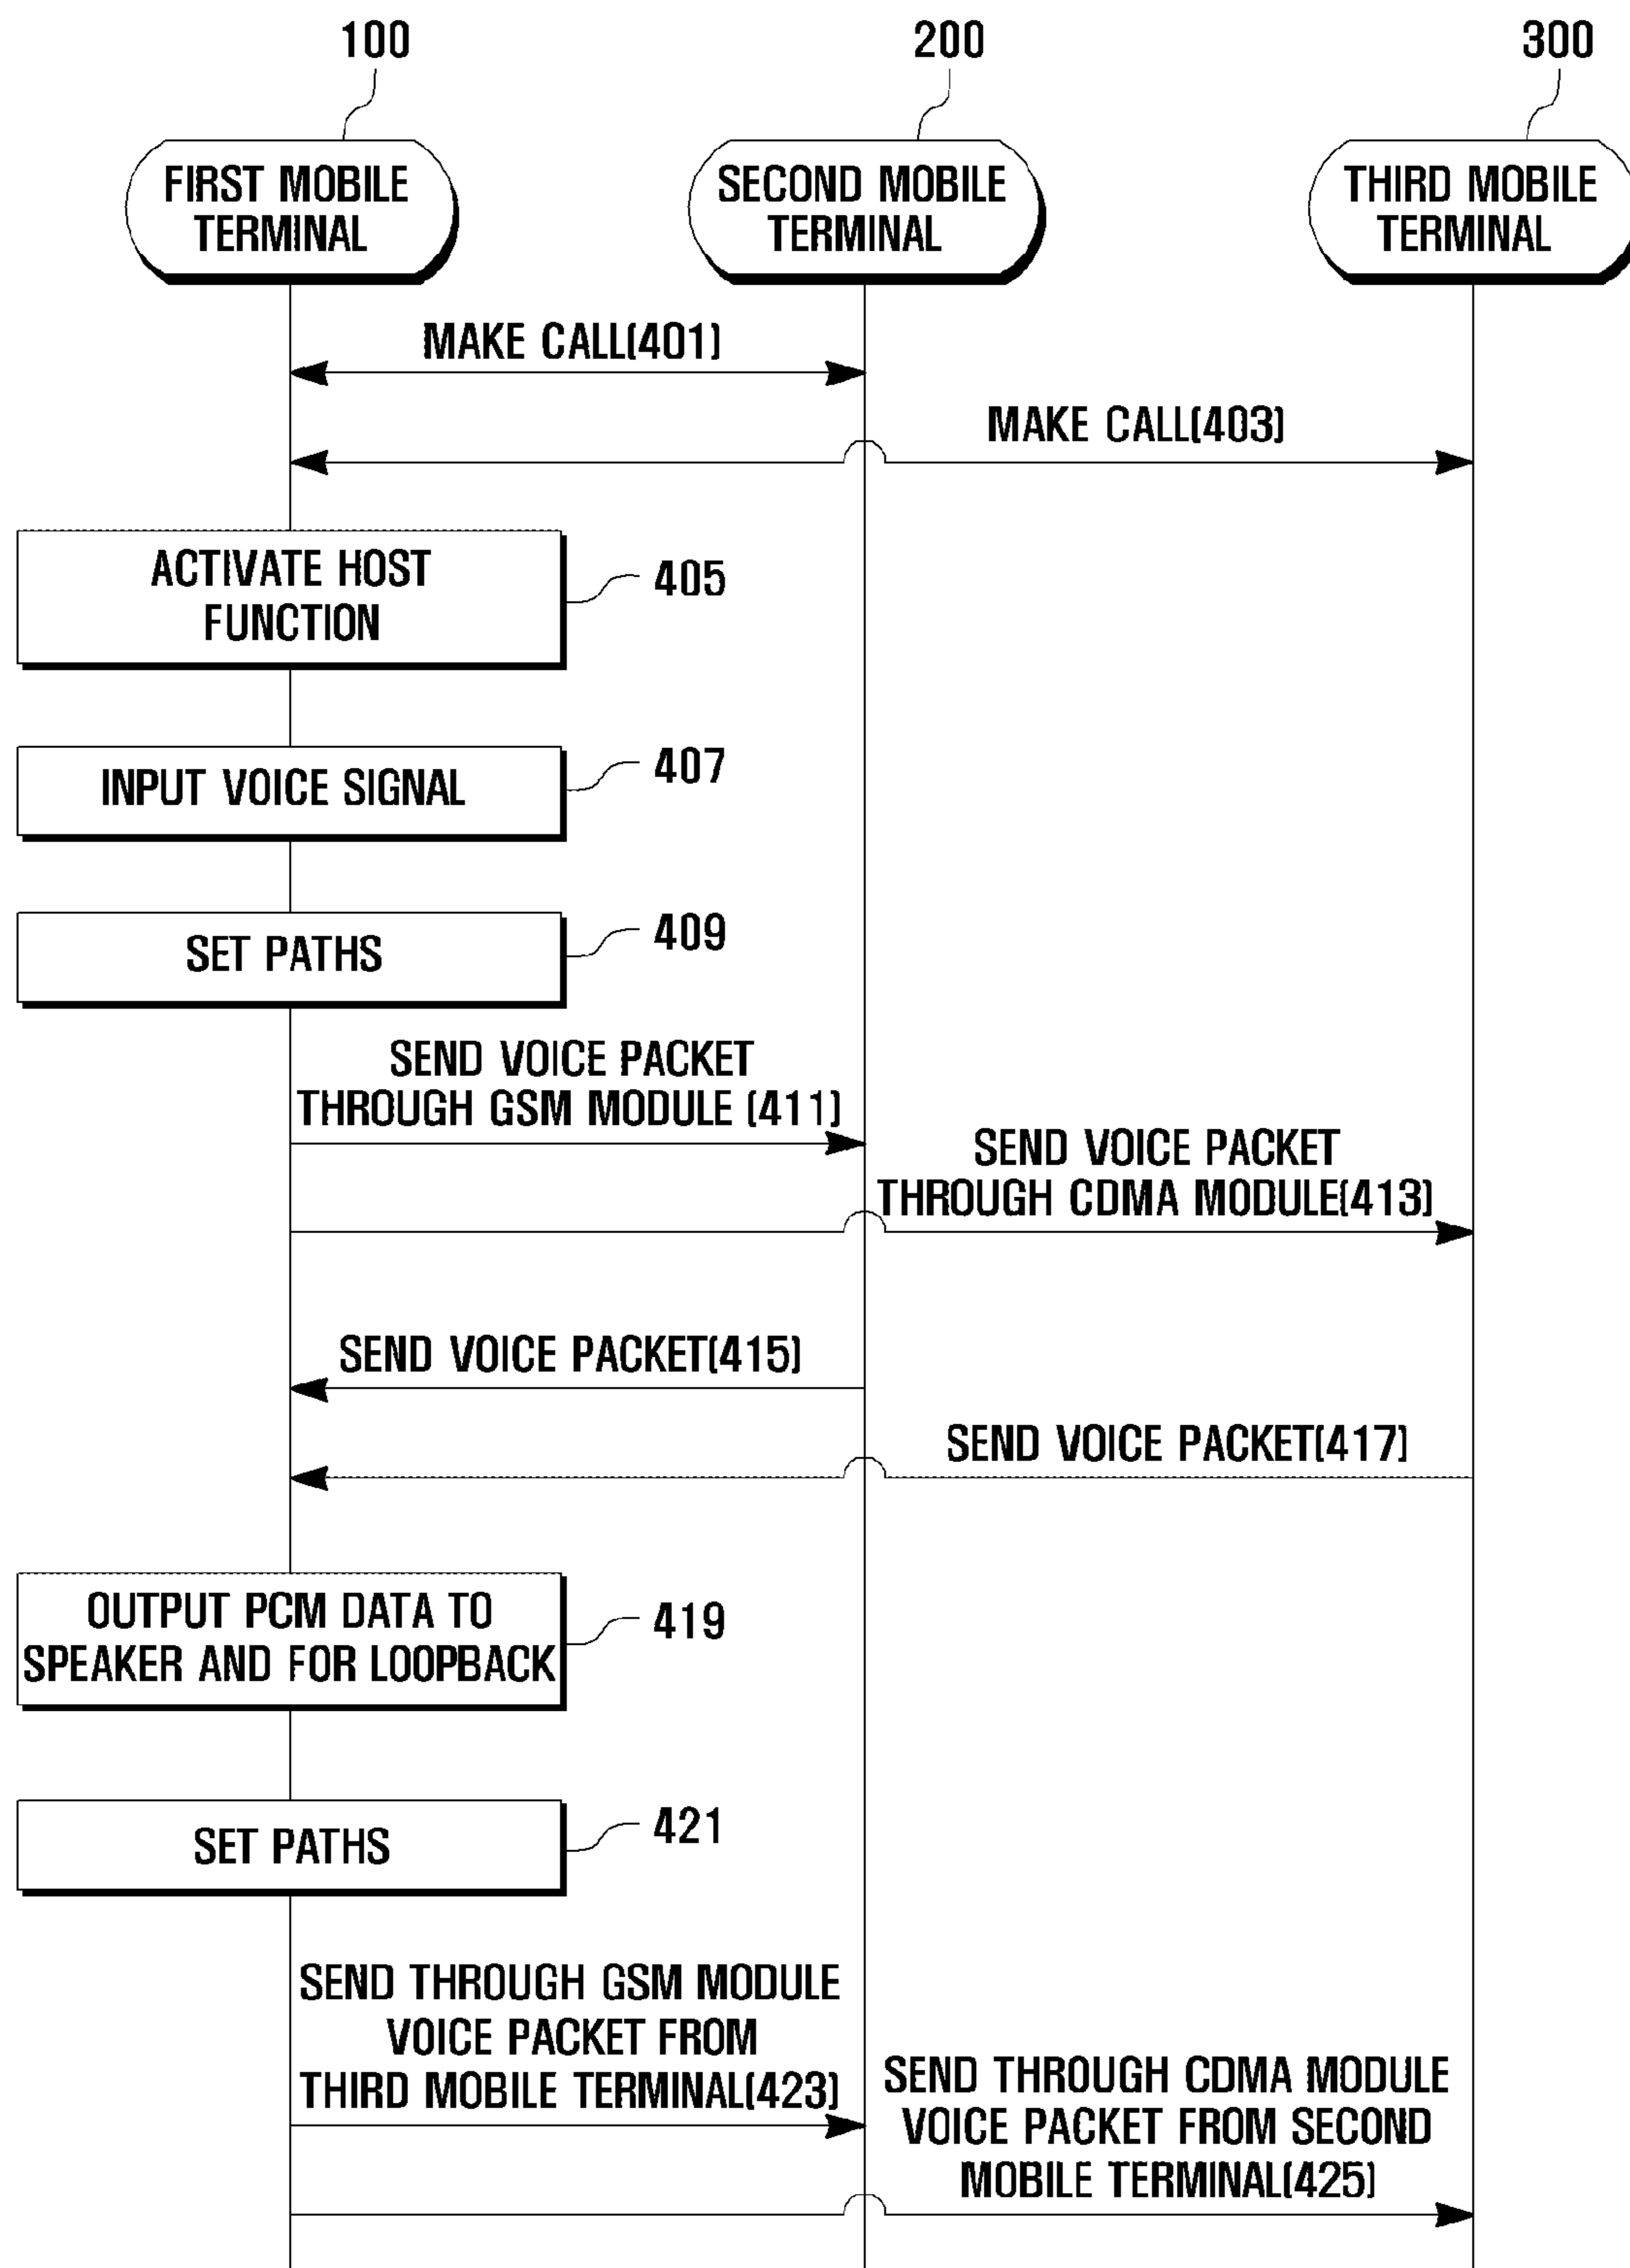 100
200
300
FIRST MOBILE
TERMINAL
SECOND MOBILE
TERMINAL
THIRD MOBILE
TERMINAL
MAKE CALL(401)
MAKE CALL(403)
ACTIVATE HOST
FUNCTION
405
INPUT VOICE SIGNAL
407
SET PATHS
409
SEND VOICE PACKET
THROUGH GSM MODULE (411)
SEND VOICE PACKET
THROUGH CDMA MODULE(413)
SEND VOICE PACKET(415)
SEND VOICE PACKET(417)
OUTPUT PCM DATA TO
SPEAKER AND FOR LOOPBACK
419
SET PATHS
421
SEND THROUGH GSM MODULE
VOICE PACKET FROM
THIRD MOBILE TERMINAL(423)
SEND THROUGH CDMA MODULE
VOICE PACKET FROM SECOND
MOBILE TERMINAL(425)